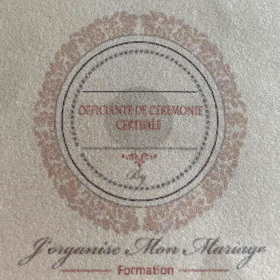 OFFICIANTE DE CÉRÉMONIE
CERTIFIÉE
By
J'organise Mon Mariage
Formation